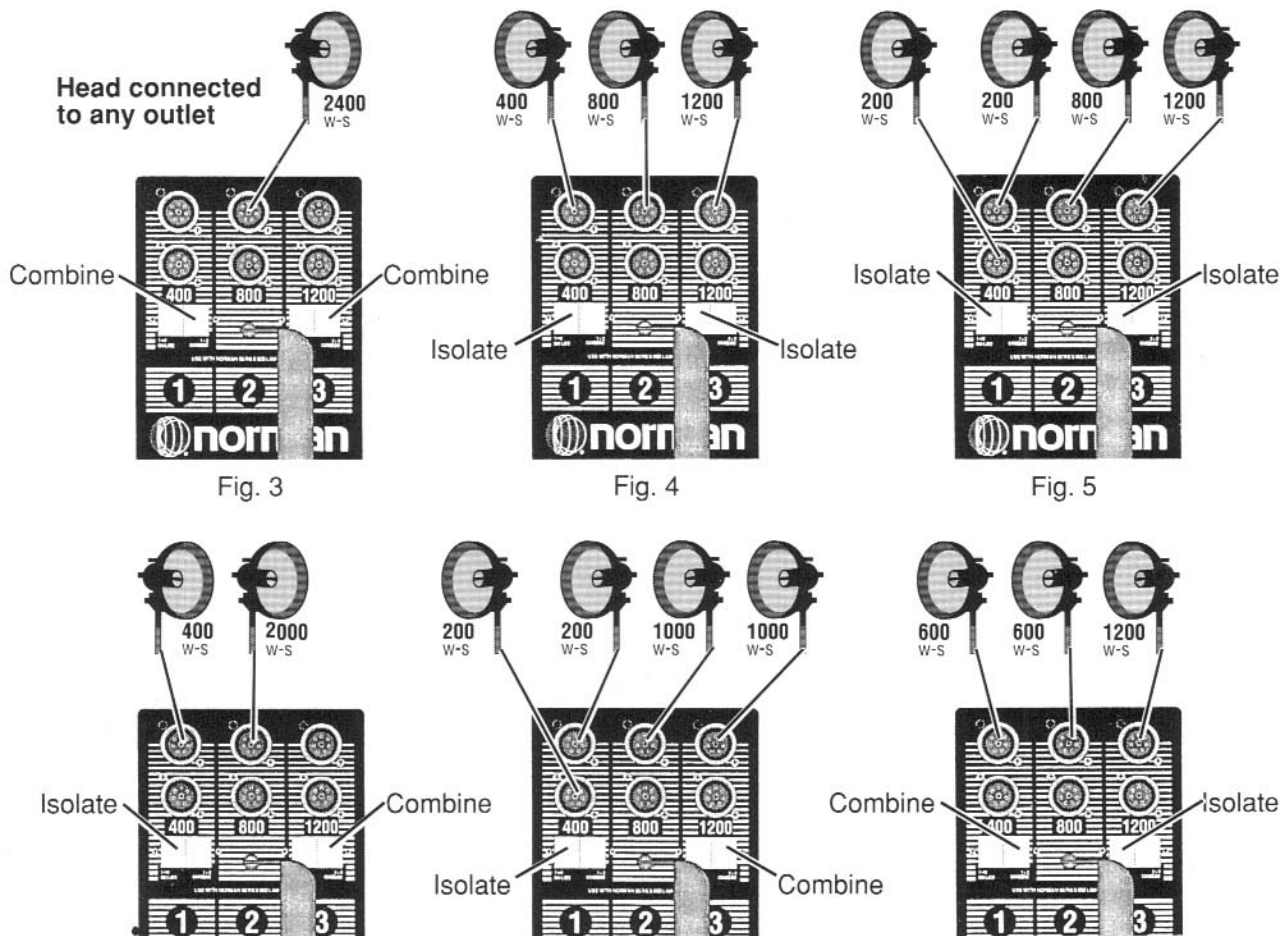 Head connected
to any outlet
2400
W-S
400
W-S
800
W-S
1200
W-S
200
W-S
200
W-S
800
W-S
1200
W-S
Combine
Combine
400 800 1200
1 2 3
norman
Fig. 3
Isolate
Isolate
400 800 1200
1 2 3
norman
Fig. 4
Isolate
Isolate
400 800 1200
1 2 3
norman
Fig. 5
400
W-S
2000
W-S
200
W-S
200
W-S
1000
W-S
1000
W-S
600
W-S
600
W-S
1200
W-S
Isolate
Combine
400 800 1200
1 2 3
Isolate
Combine
400 800 1200
1 2 3
Combine
Isolate
400 800 1200
1 2 3